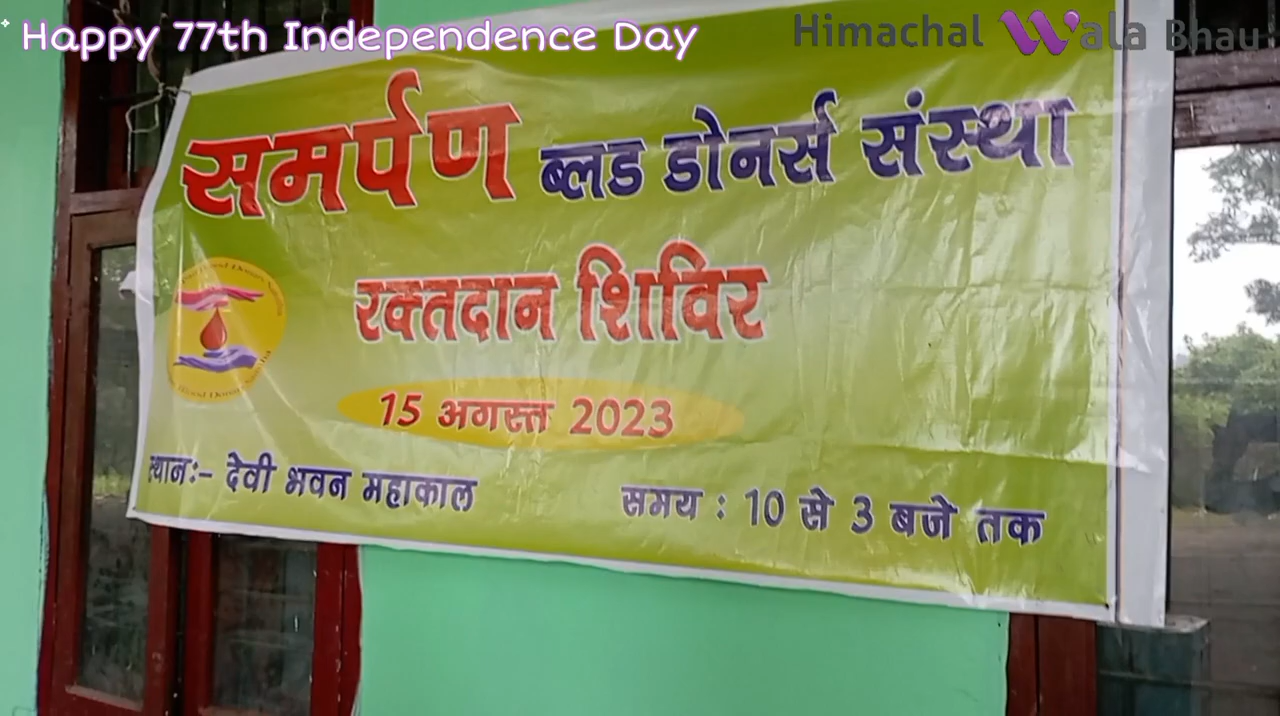 Happy 77th Independence Day
Himachal Wala Bhau
समर्पण ब्लड डोनर्स संस्था
रक्तदान शिविर
15 अगस्त 2023
स्थानः- देवी भवन महाकाल
समय : 10 से 3 बजे तक